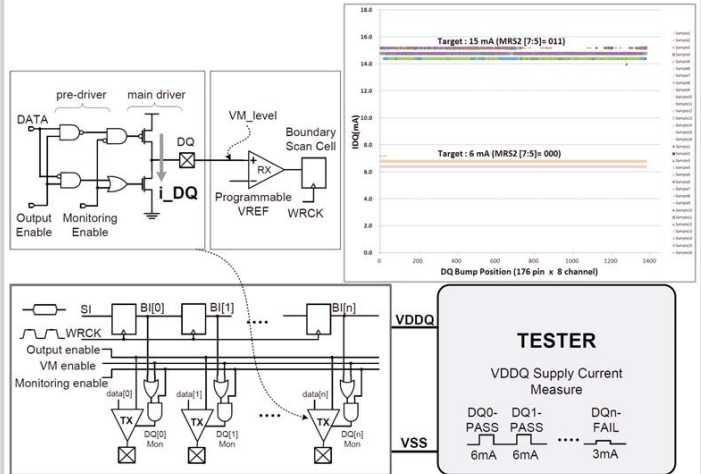 pre-driver main driver
DATA
DQ
VM_level
Boundary
Scan Cell
RX
i_DQ
Programmable
VREF
WRCK
Output
Enable
Monitoring
Enable
18.0
16.0
14.0
12.0
10.0
8.0
6.0
4.0
2.0
0.0
IDQ(mA)
Target : 15 mA (MRS2 [7:5]= 011)
Target : 6 mA (MRS2 [7:5]= 000)
0 200 400 600 800 1000 1200 1400
DQ Bump Position (176 pin x 8 channel)
SI
BI[0]
BI[1]
BI[n]
WRCK
Output enable
VM enable
Monitoring enable
data[0]
data[1]
data[n]
TX
TX
TX
DQ[0]
Mon
DQ[1]
Mon
DQ[n]
Mon
VDDQ
VSS
TESTER
VDDQ Supply Current
Measure
DQ0-
PASS
DQ1-
PASS
DQn-
FAIL
6mA
6mA
3mA